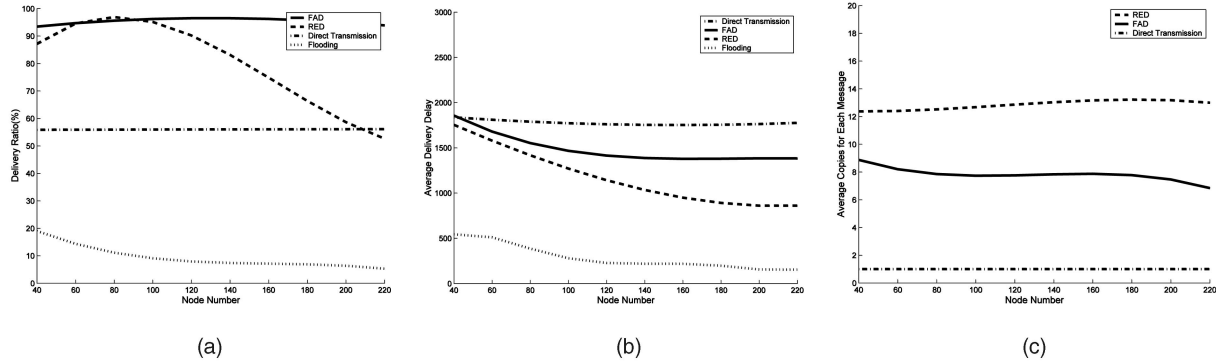 100
90
80
70
60
50
40
30
20
10
0
Delivery Ratio(%)
40 60 80 100 120 140 160 180 200 220
Node Number
FAD
RED
Direct Transmission
Flooding
(a)
3000
2500
2000
1500
1000
500
0
Average Delivery Delay
40 60 80 100 120 140 160 180 200 220
Node Number
Direct Transmission
FAD
RED
Flooding
(b)
20
18
16
14
12
10
8
6
4
2
0
Average Copies for Each Message
40 60 80 100 120 140 160 180 200 220
Node Number
RED
FAD
Direct Transmission
(c)